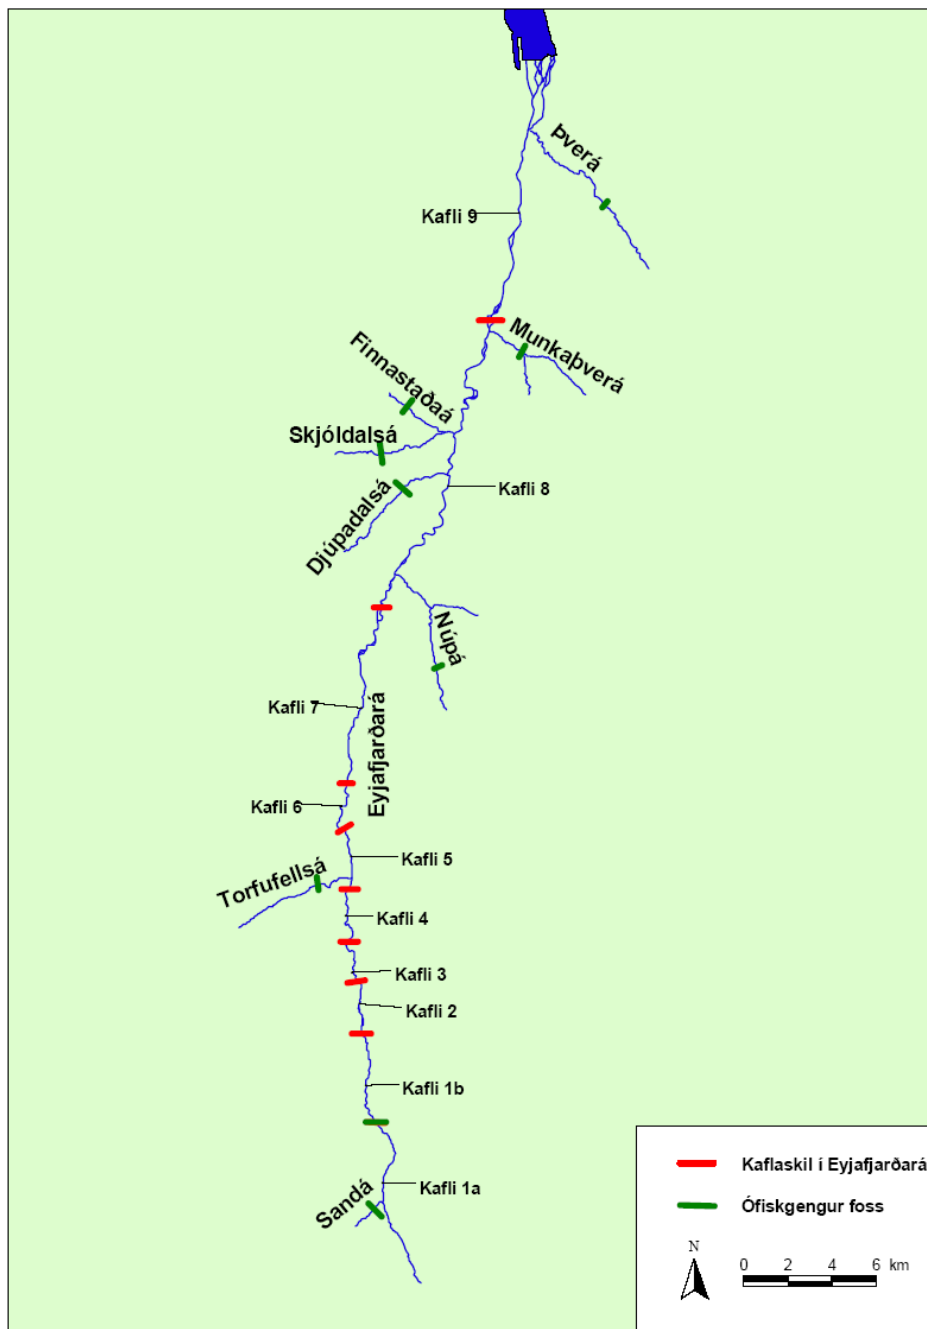 Þverá
Kafli 9
Munkaþverá
Finnastaðaá
Skjóldalsá
Kafli 8
Djúpadalsá
Núpá
Kafli 7
Eyjafjarðará
Kafli 6
Kafli 5
Torfufellsá
Kafli 4
Kafli 3
Kafli 2
Kafli 1b
Kafli 1a
Sandá
Kaflaskil í Eyjafjarðará
Ófiskgengur foss
N
0 2 4 6 km